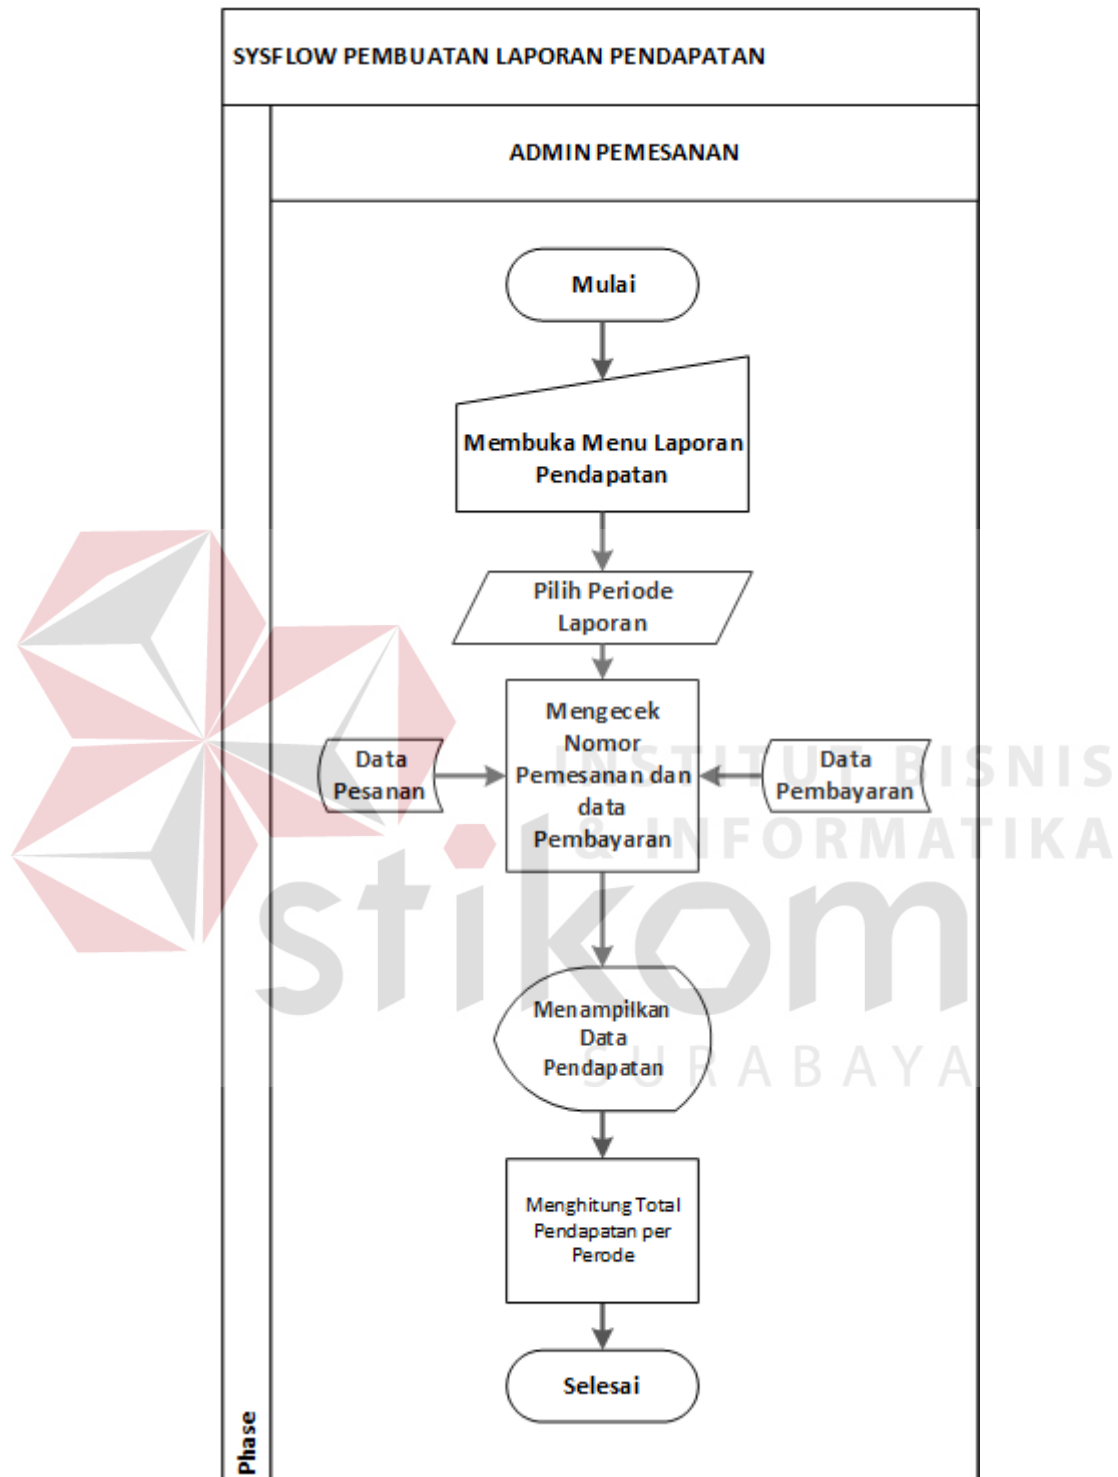 SYSFLOW PEMBUATAN LAPORAN PENDAPATAN
ADMIN PEMESANAN
Mulai
Membuka Menu Laporan
Pendapatan
Pilih Periode
Laporan
Mengecek
Nomor
Pemesanan dan
data
Pembayaran
Data
Pesanan
Data
Pembayaran
INSTITUT BISNIS
& INFORMATIKA
stikom
SURABAYA
Menampilkan
Data
Pendapatan
Menghitung Total
Pendapatan per
Perode
Selesai
Phase